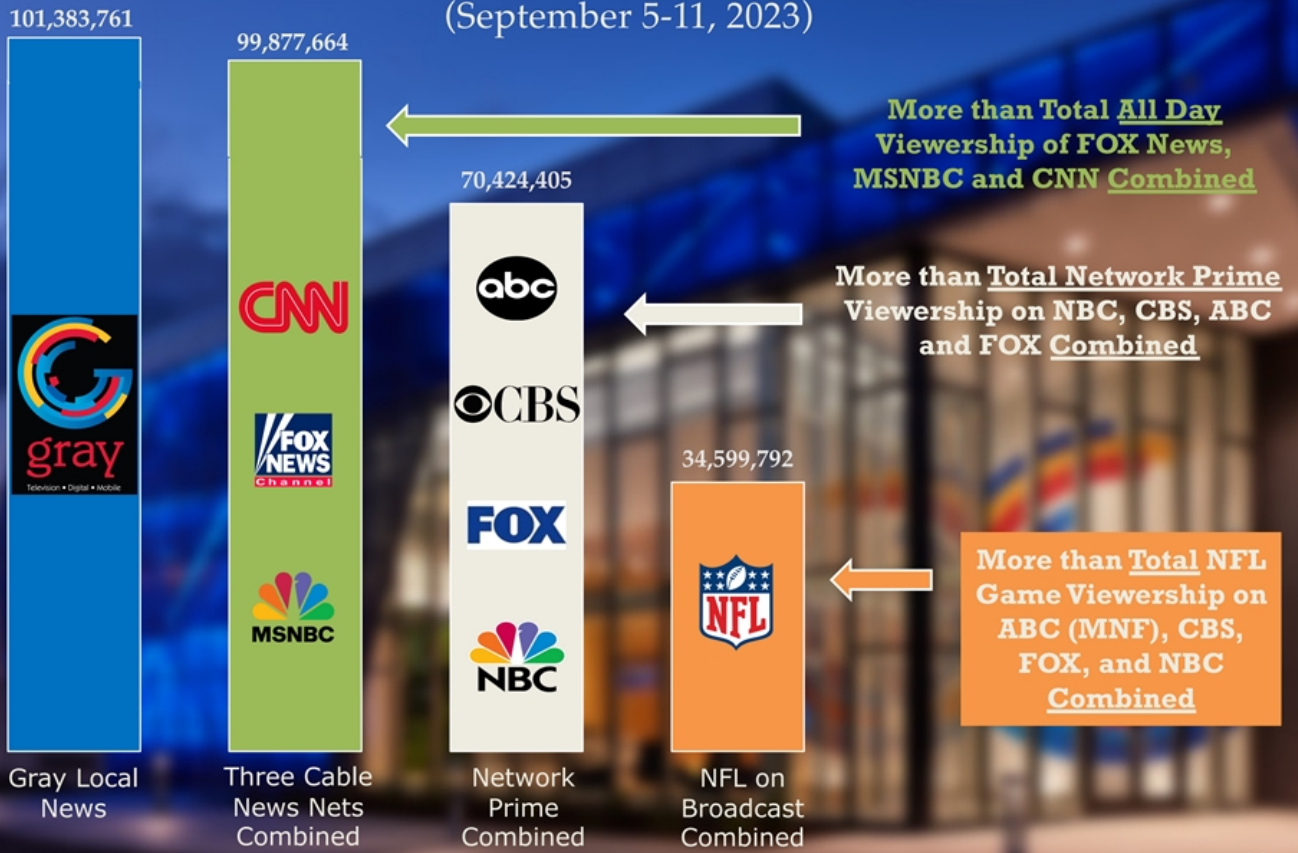 (September 5-11, 2023)
101,383,761
99,877,664
70,424,405
34,599,792
More than Total All Day
Viewership of FOX News,
MSNBC and CNN Combined
More than Total Network Prime
Viewership on NBC, CBS, ABC
and FOX Combined
More than Total NFL
Game Viewership on
ABC (MNF), CBS,
FOX, and NBC
Combined
gray
Television • Digital • Mobile
CNN
FOX
NEWS
Channel
MSNBC
abc
CBS
FOX
NBC
NFL
Gray Local
News
Three Cable
News Nets
Combined
Network
Prime
Combined
NFL on
Broadcast
Combined